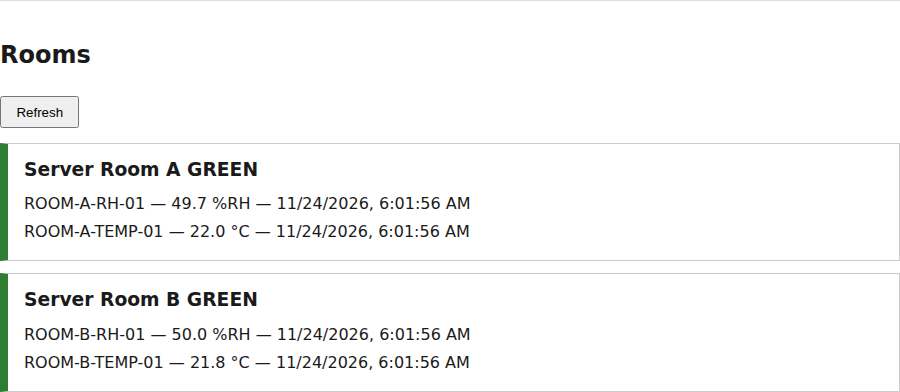 Rooms
Refresh
Server Room A GREEN
ROOM-A-RH-01 — 49.7 %RH — 11/24/2026, 6:01:56 AM
ROOM-A-TEMP-01 — 22.0 °C — 11/24/2026, 6:01:56 AM
Server Room B GREEN
ROOM-B-RH-01 — 50.0 %RH — 11/24/2026, 6:01:56 AM
ROOM-B-TEMP-01 — 21.8 °C — 11/24/2026, 6:01:56 AM